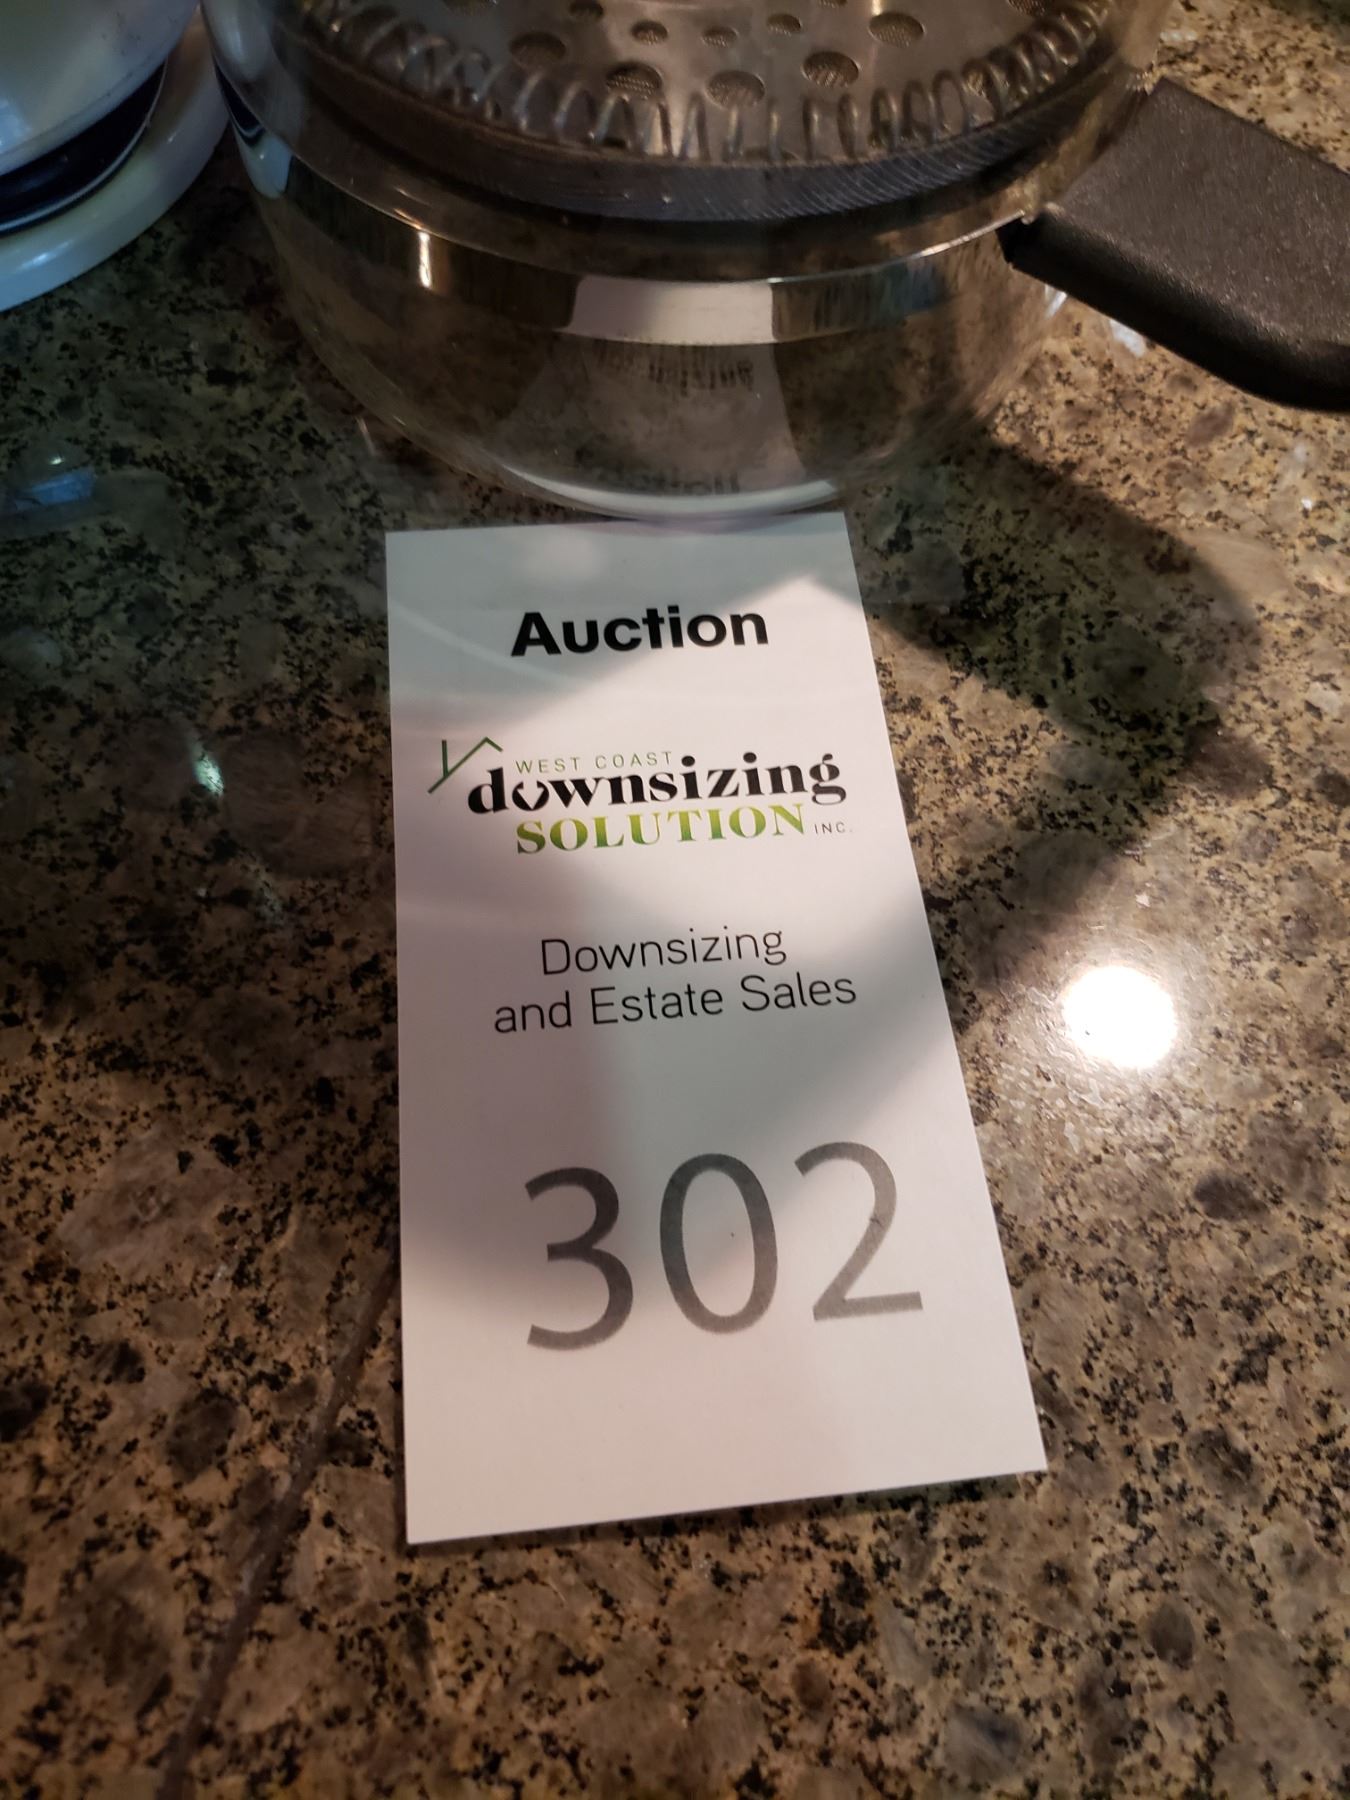 Auction
WEST COAST
downsizing
SOLUTION INC.
Downsizing
and Estate Sales
302